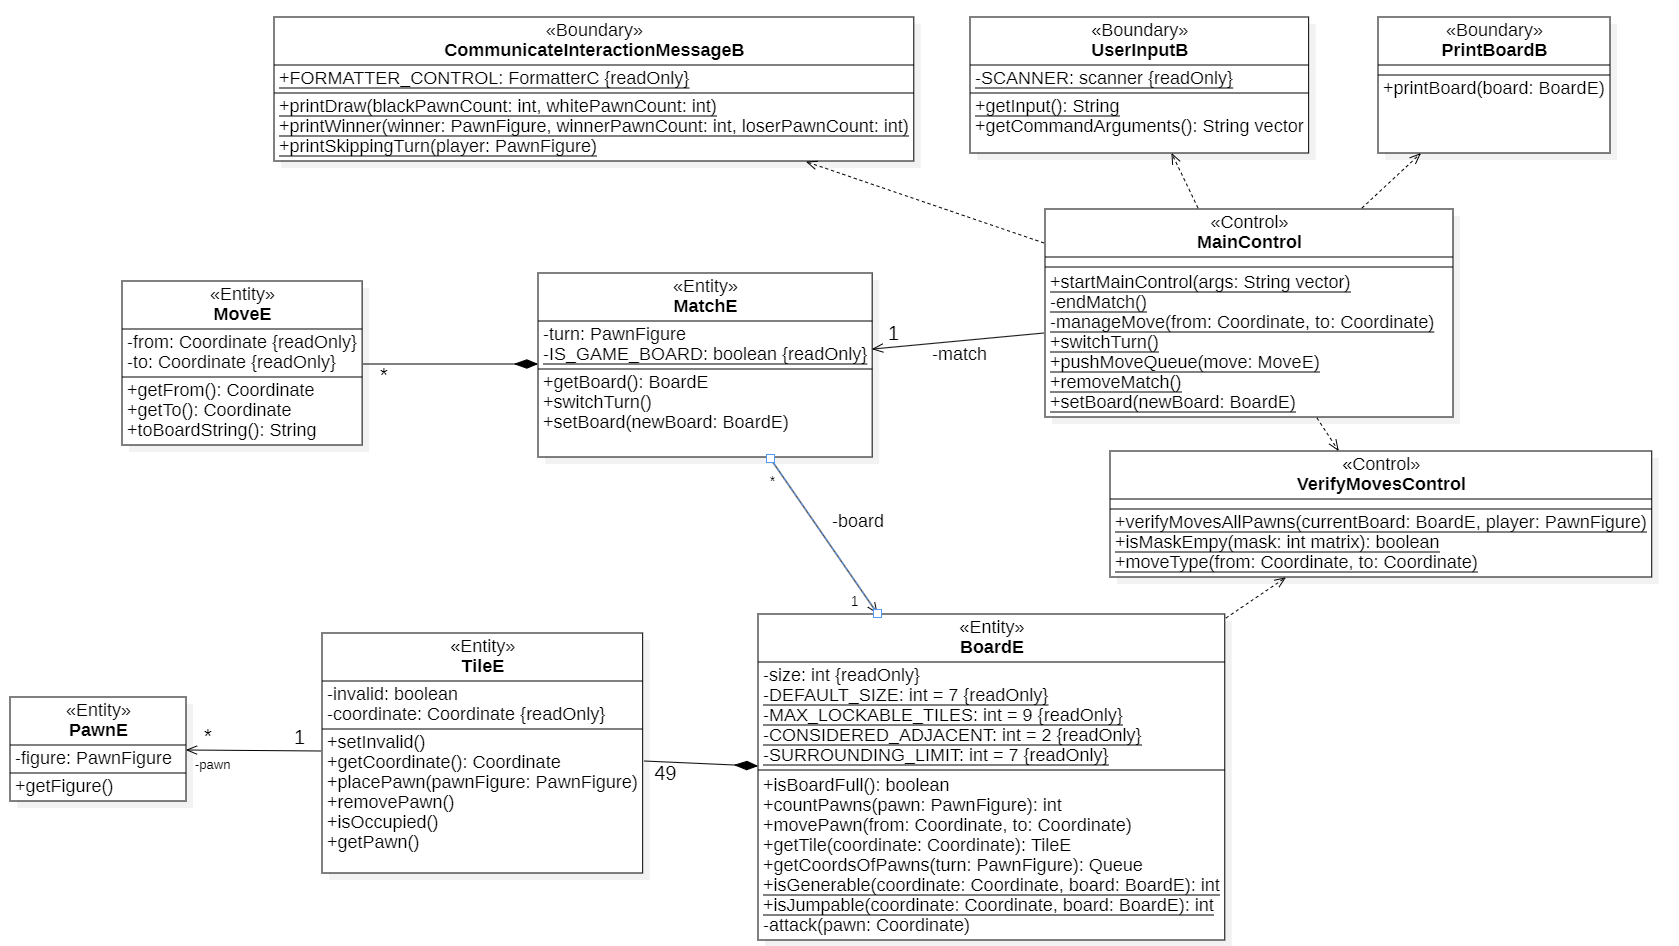 «Boundary»
CommunicateInteractionMessageB
+FORMATTER_CONTROL: FormatterC {readOnly}
+printDraw(blackPawnCount: int, whitePawnCount: int)
+printWinner(winner: PawnFigure, winnerPawnCount: int, loserPawnCount: int)
+printSkippingTurn(player: PawnFigure)
«Boundary»
UserInputB
-SCANNER: scanner {readOnly}
+getInput(): String
+getCommandArguments(): String vector
«Boundary»
PrintBoardB
+printBoard(board: BoardE)
«Control»
MainControl
+startMainControl(args: String vector)
-endMatch()
-manageMove(from: Coordinate, to: Coordinate)
+switchTurn()
+pushMoveQueue(move: MoveE)
+removeMatch()
+setBoard(newBoard: BoardE)
«Entity»
MoveE
-from: Coordinate {readOnly}
-to: Coordinate {readOnly}
+getFrom(): Coordinate
+getTo(): Coordinate
+toBoardString(): String
*
«Entity»
MatchE
-turn: PawnFigure
-IS_GAME_BOARD: boolean {readOnly}
+getBoard(): BoardE
+switchTurn()
+setBoard(newBoard: BoardE)
1
-match
«Control»
VerifyMovesControl
+verifyMovesAllPawns(currentBoard: BoardE, player: PawnFigure)
+isMaskEmpy(mask: int matrix): boolean
+moveType(from: Coordinate, to: Coordinate)
*
-board
1
«Entity»
PawnE
-figure: PawnFigure
+getFigure()
*
-pawn
1
«Entity»
TileE
-invalid: boolean
-coordinate: Coordinate {readOnly}
+setInvalid()
+getCoordinate(): Coordinate
+placePawn(pawnFigure: PawnFigure)
+removePawn()
+isOccupied()
+getPawn()
49
«Entity»
BoardE
-size: int {readOnly}
-DEFAULT_SIZE: int = 7 {readOnly}
-MAX_LOCKABLE_TILES: int = 9 {readOnly}
-CONSIDERED_ADJACENT: int = 2 {readOnly}
-SURROUNDING_LIMIT: int = 7 {readOnly}
+isBoardFull(): boolean
+countPawns(pawn: PawnFigure): int
+movePawn(from: Coordinate, to: Coordinate)
+getTile(coordinate: Coordinate): TileE
+getCoordsOfPawns(turn: PawnFigure): Queue
+isGenerable(coordinate: Coordinate, board: BoardE): int
+isJumpable(coordinate: Coordinate, board: BoardE): int
-attack(pawn: Coordinate)